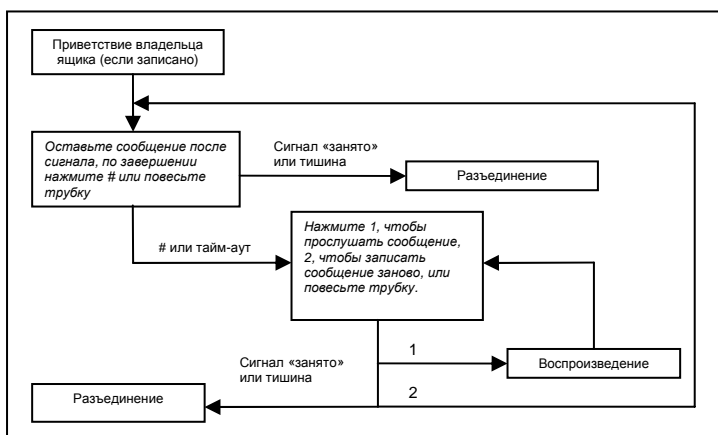 Приветствие владельца
ящика (если записано)
Оставьте сообщение после
сигнала, по завершении
нажмите # или повесьте
трубку
Сигнал «занято»
или тишина
Разъединение
# или тайм-аут
Нажмите 1, чтобы
прослушать сообщение,
2, чтобы записать
сообщение заново, или
повесьте трубку.
1
Воспроизведение
Сигнал «занято»
или тишина
2
Разъединение